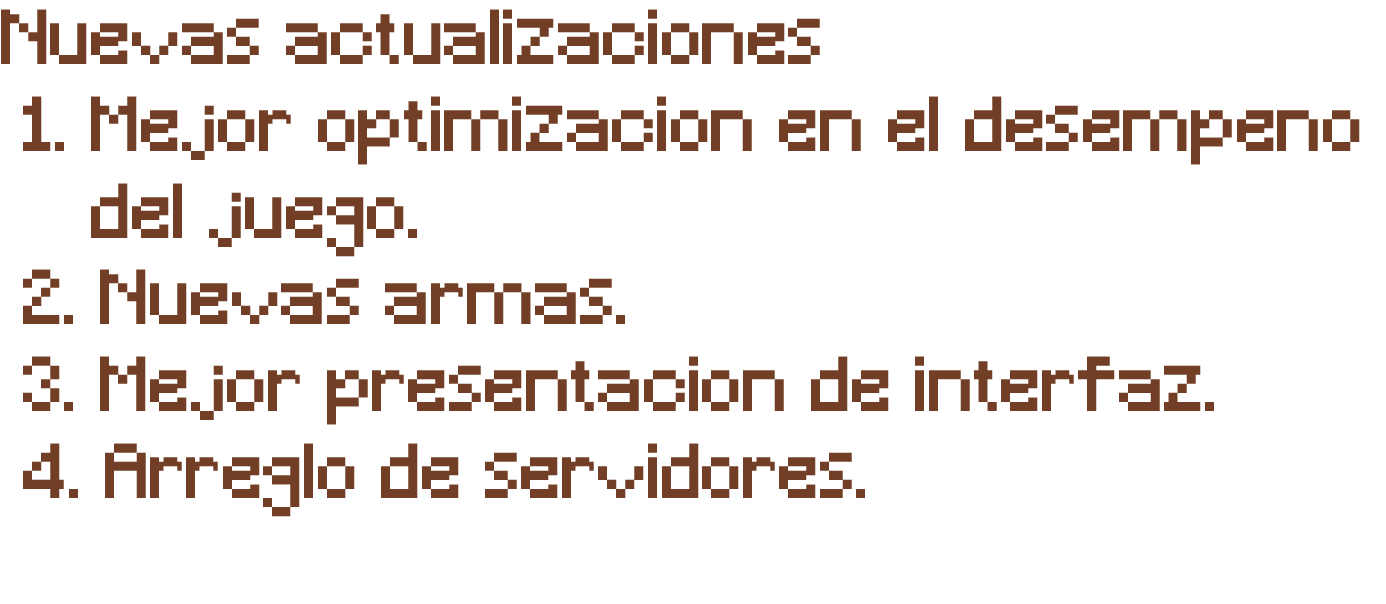 Nuevas actualizaciones
1. Mejor optimizacion en el desempeno
del juego.
2. Nuevas armas.
3. Mejor presentacion de interfaz.
4. Arreglo de servidores.